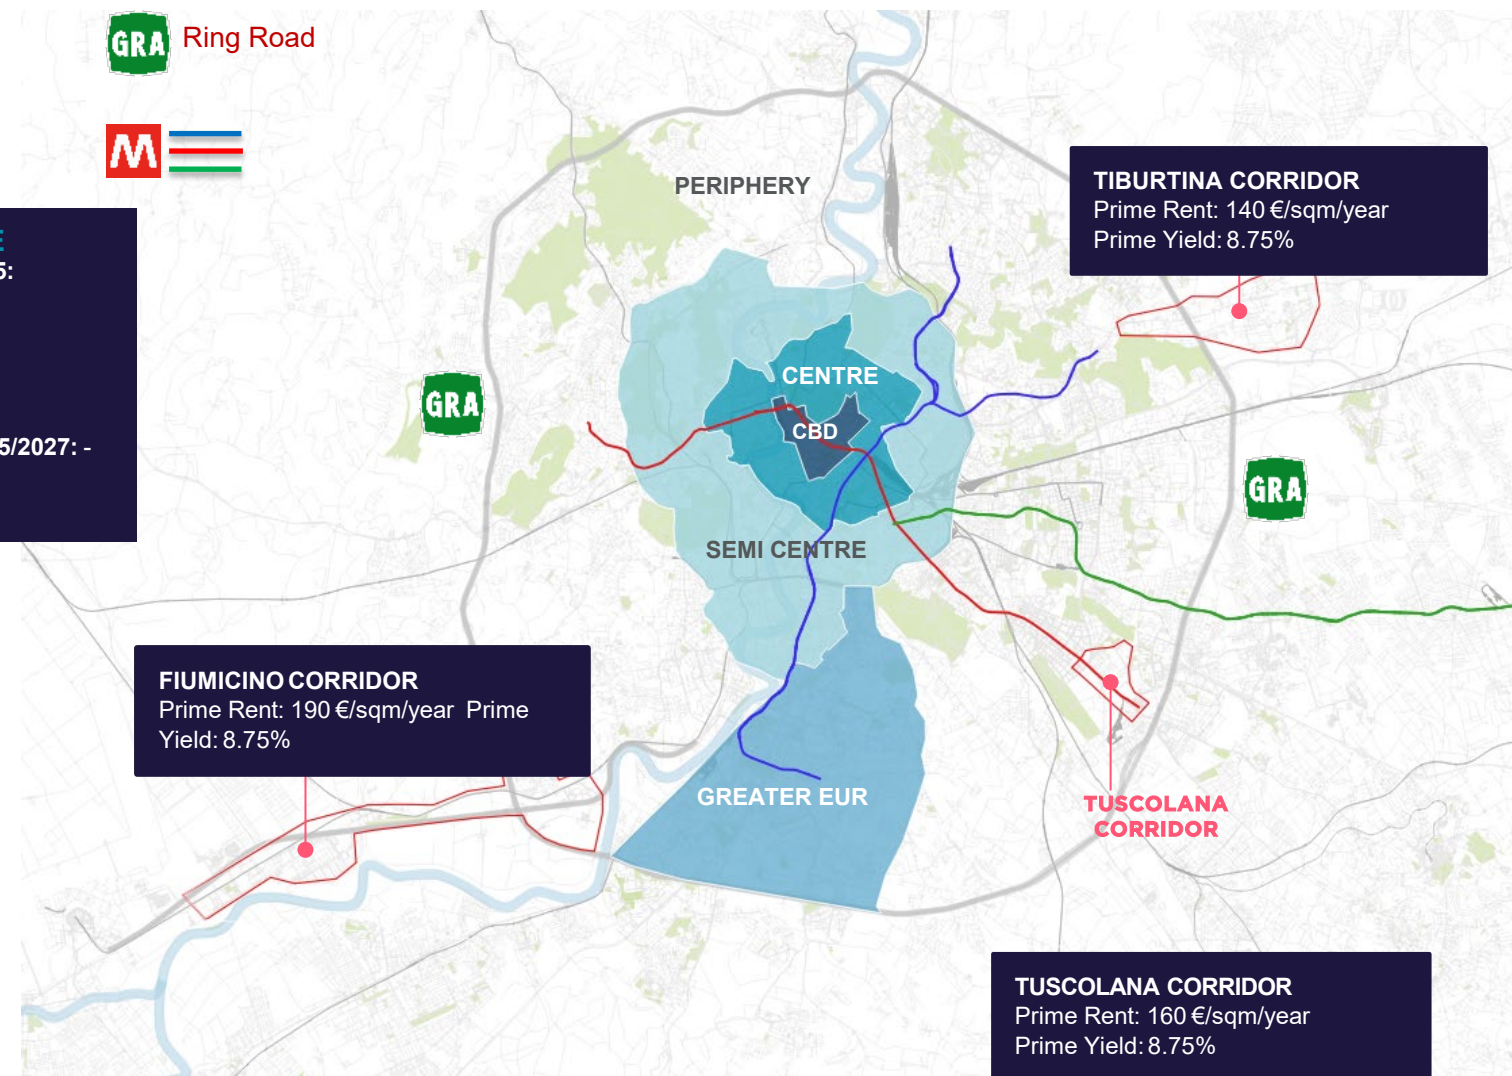 GRA Ring Road
M
E
5:
5/2027: -
PERIPHERY
TIBURTINA CORRIDOR
Prime Rent: 140 €/sqm/year
Prime Yield: 8.75%
CENTRE
GRA
CBD
GRA
SEMI CENTRE
FIUMICINO CORRIDOR
Prime Rent: 190 €/sqm/year Prime
Yield: 8.75%
GREATER EUR
TUSCOLANA
CORRIDOR
TUSCOLANA CORRIDOR
Prime Rent: 160 €/sqm/year
Prime Yield: 8.75%